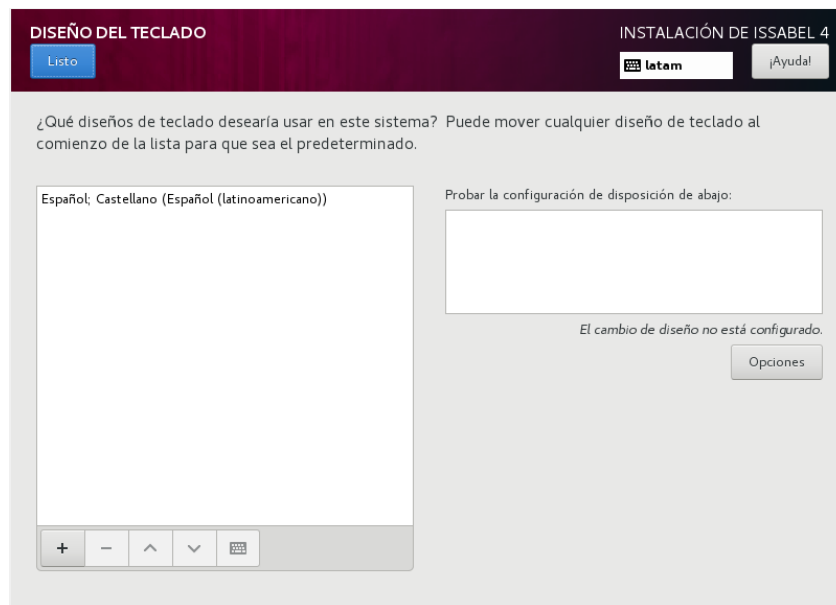 DISEÑO DEL TECLADO
INSTALACIÓN DE ISSABEL 4
Listo
latam
¡Ayuda!
¿Qué diseños de teclado desearía usar en este sistema? Puede mover cualquier diseño de teclado al
comienzo de la lista para que sea el predeterminado.
Español; Castellano (Español (latinoamericano))
Probar la configuración de disposición de abajo:
El cambio de diseño no está configurado.
Opciones